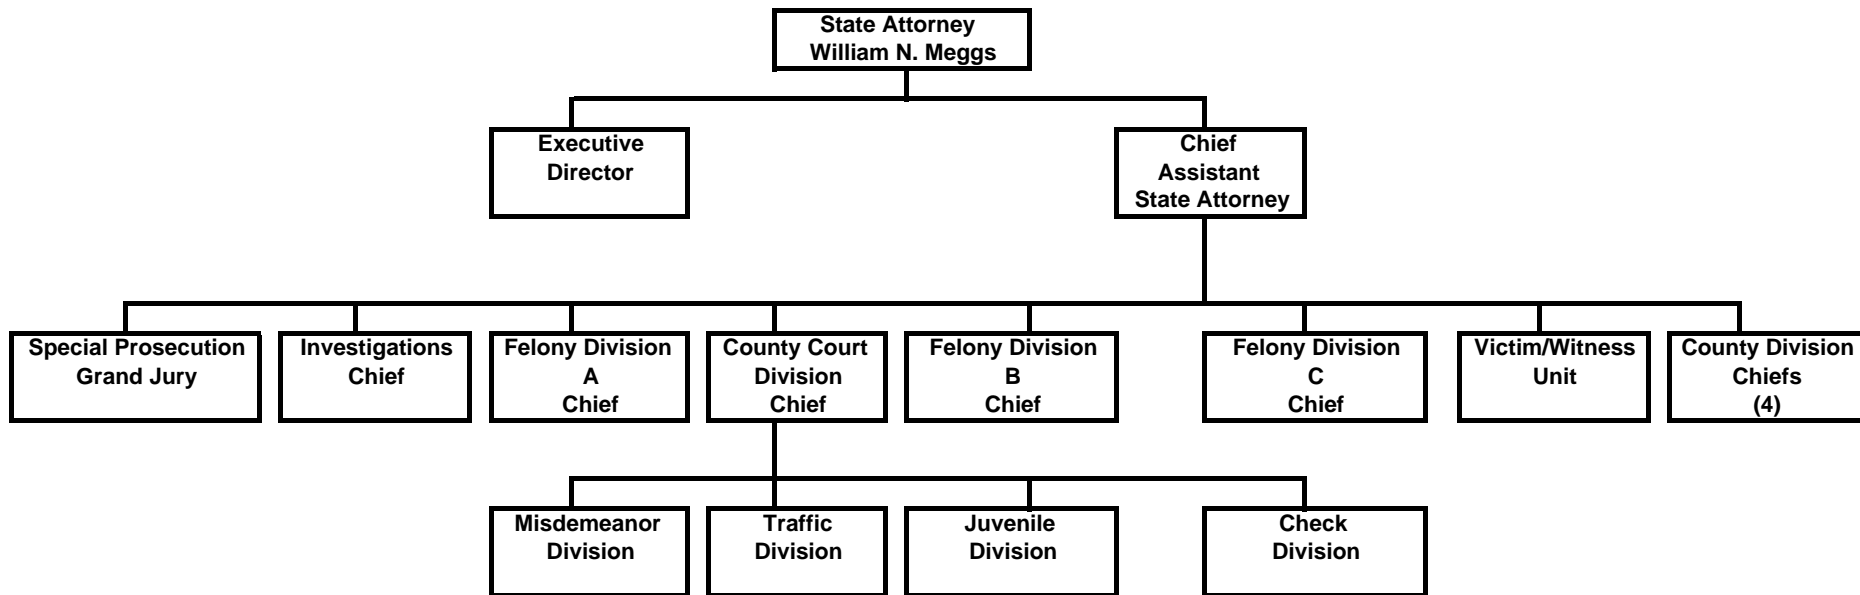 State Attorney
William N. Meggs
Executive
Director
Chief
Assistant
State Attorney
Special Prosecution
Grand Jury
Investigations
Chief
Felony Division
A
Chief
County Court
Division
Chief
Felony Division
B
Chief
Felony Division
C
Chief
Victim/Witness
Unit
County Division
Chiefs
(4)
Misdemeanor
Division
Traffic
Division
Juvenile
Division
Check
Division